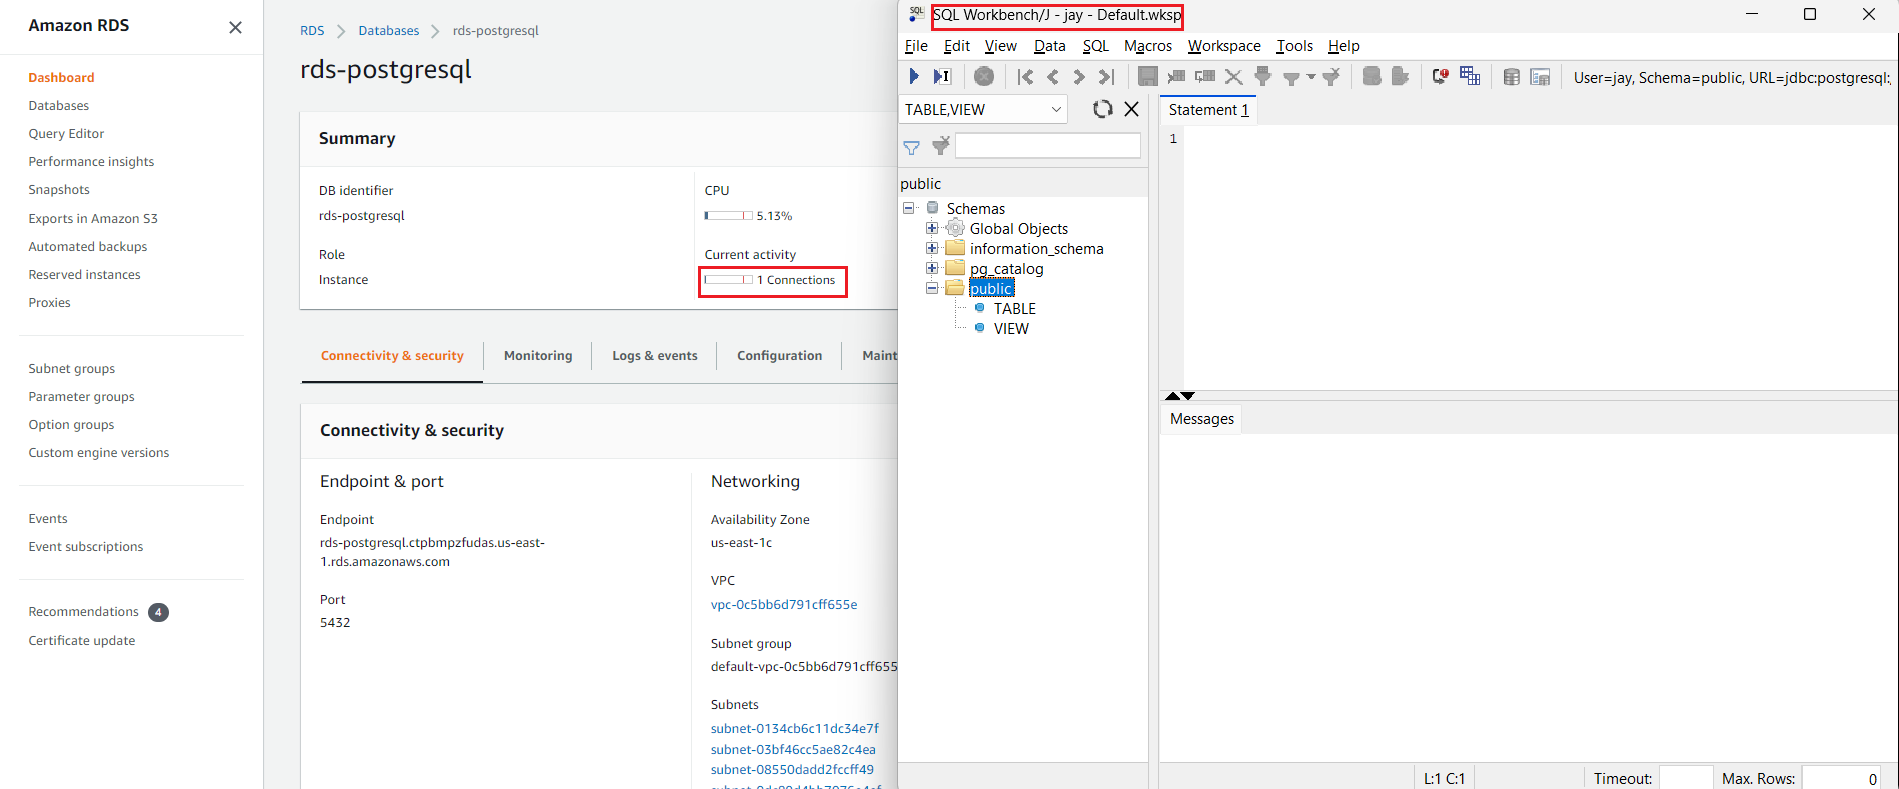 Amazon RDS
Dashboard
Databases
Query Editor
Performance insights
Snapshots
Exports in Amazon S3
Automated backups
Reserved instances
Proxies
Subnet groups
Parameter groups
Option groups
Custom engine versions
Events
Event subscriptions
Recommendations 4
Certificate update
RDS Databases rds-postgresql
rds-postgresql
Summary
DB identifier
rds-postgresql
Role
Instance
CPU
5.13%
Current activity
1 Connections
Connectivity & security Monitoring Logs & events Configuration Maint
Connectivity & security
Endpoint & port
Endpoint
rds-postgresql.ctpbmpzfudas.us-east-
1.rds.amazonaws.com
Port
5432
Networking
Availability Zone
us-east-1c
VPC
vpc-0c5bb6d791cff655e
Subnet group
default-vpc-0c5bb6d791cff655
Subnets
subnet-0134cb6c11dc34e7f
subnet-03bf46cc5ae82c4ea
subnet-08550dadd2fccff49
SQL
SQL Workbench/J - jay - Default.wksp
File Edit View Data SQL Macros Workspace Tools Help
User=jay, Schema=public, URL=jdbc:postgresql:
TABLE,VIEW
public
Schemas
Global Objects
information_schema
pg_catalog
public
TABLE
VIEW
Statement 1
1
Messages
L:1 C:1
Timeout:
Max. Rows: 0